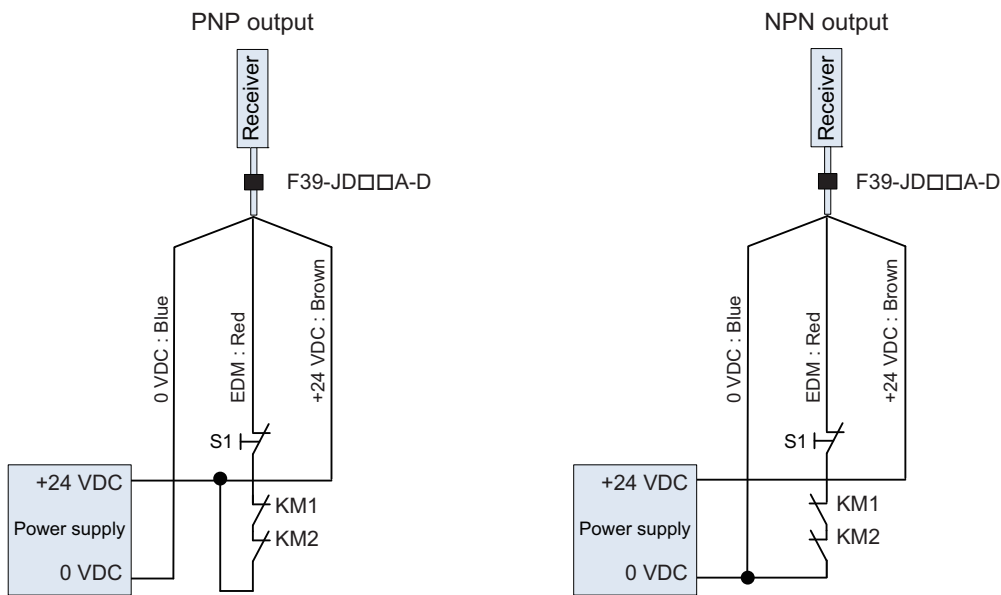 PNP output
Receiver
F39-JD□□A-D
0 VDC : Blue
EDM : Red
+24 VDC : Brown
S1
+24 VDC
Power supply
0 VDC
KM1
KM2
NPN output
Receiver
F39-JD□□A-D
0 VDC : Blue
EDM : Red
+24 VDC : Brown
S1
+24 VDC
Power supply
0 VDC
KM1
KM2